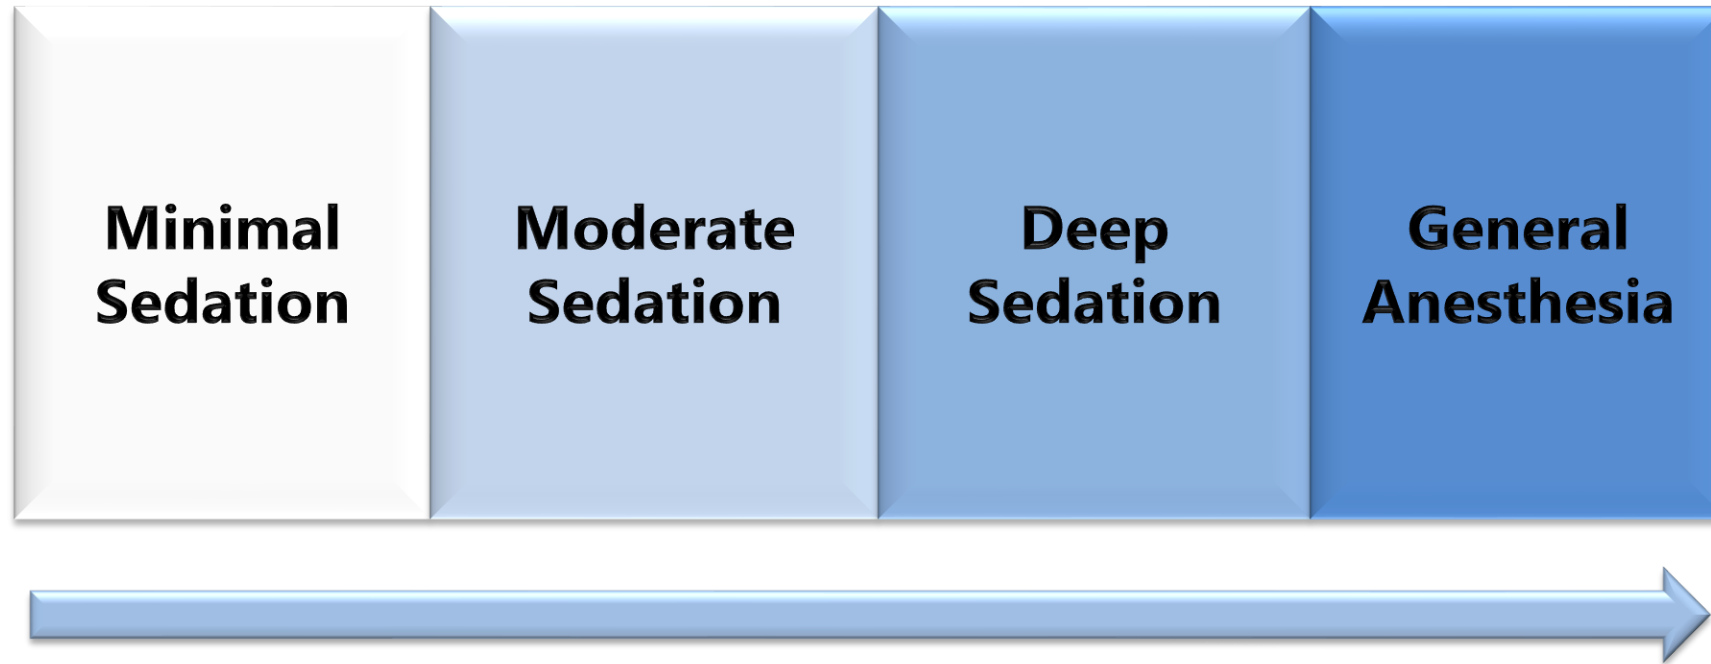 Minimal
Sedation
Moderate
Sedation
Deep
Sedation
General
Anesthesia